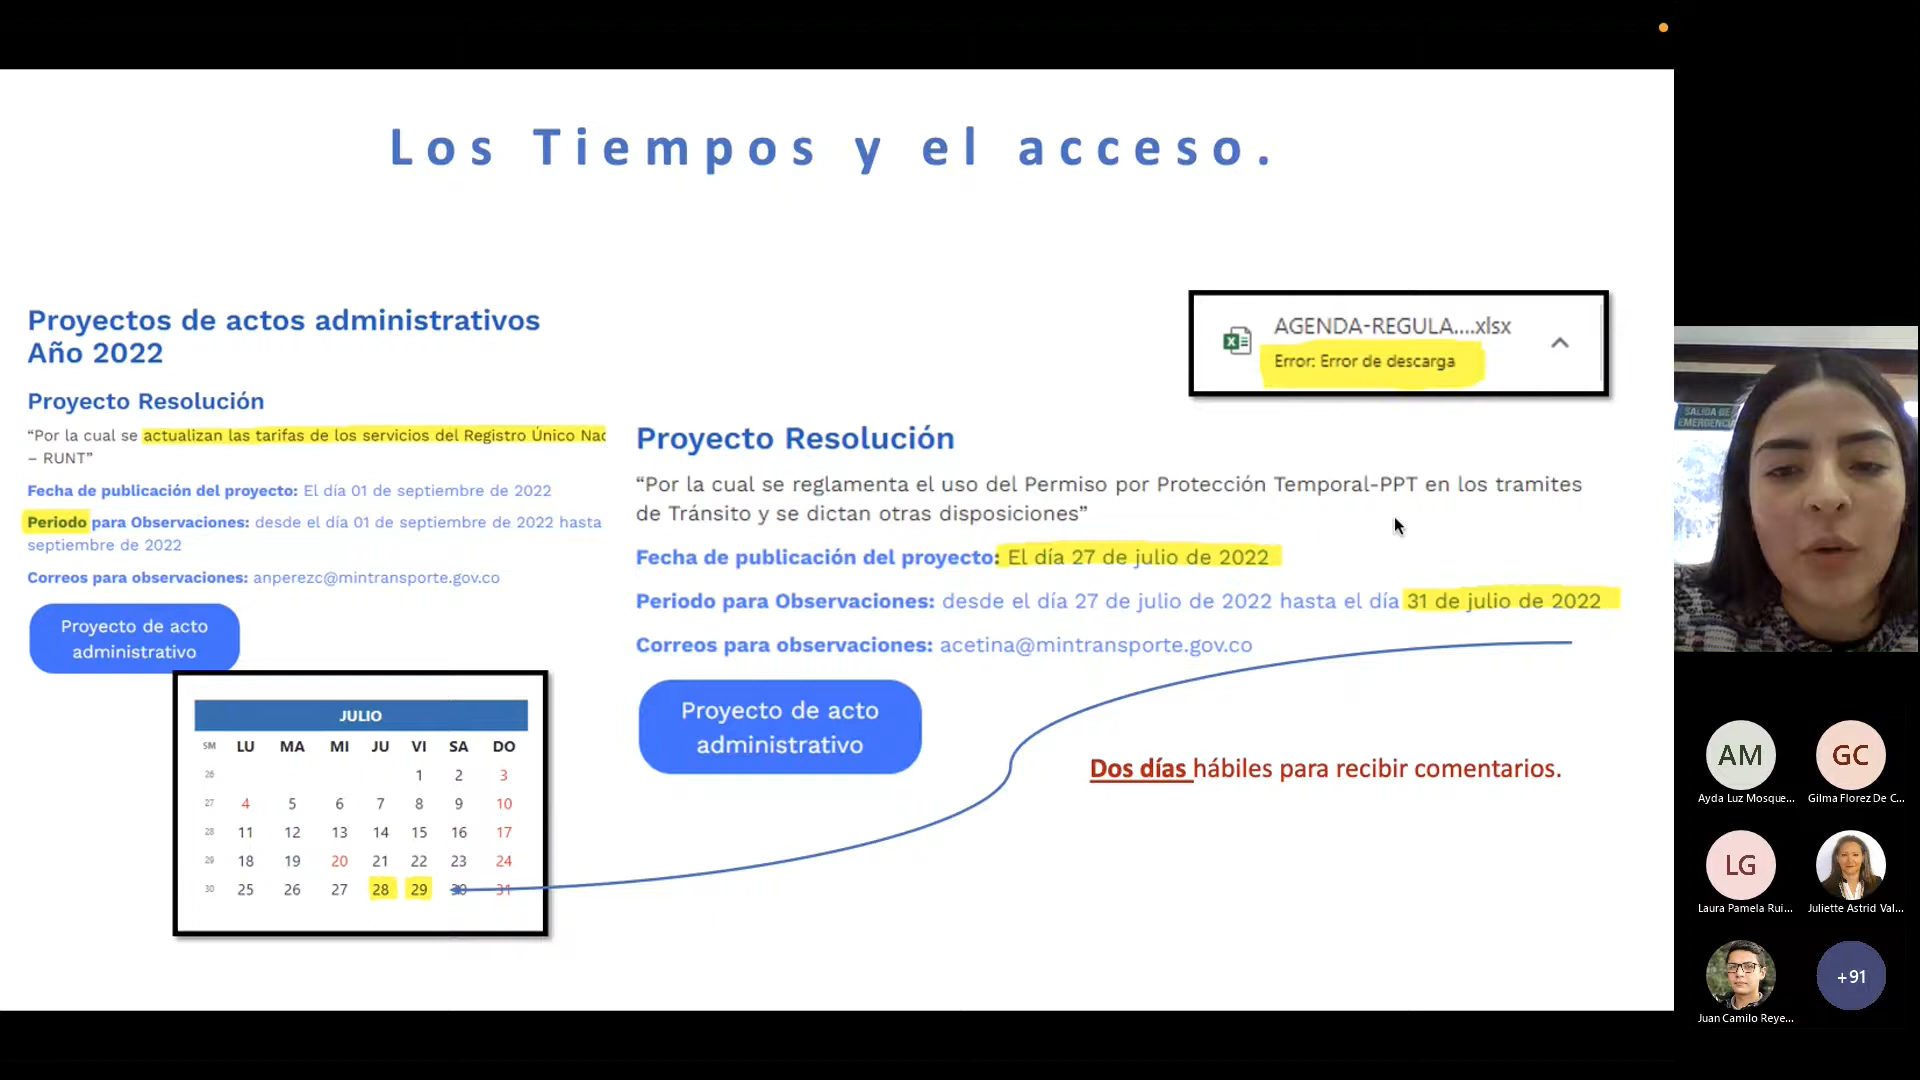 Los Tiempos y el acceso.
Proyectos de actos administrativos
Año 2022
Proyecto Resolución
“Por la cual se actualizan las tarifas de los servicios del Registro Único Nac
– RUNT”
Fecha de publicación del proyecto: El día 01 de septiembre de 2022
Periodo para Observaciones: desde el día 01 de septiembre de 2022 hasta
septiembre de 2022
Correos para observaciones: anperezc@mintransporte.gov.co
Proyecto de acto
administrativo
JULIO
SM LU MA MI JU VI SA DO
26 1 2 3
27 4 5 6 7 8 9 10
28 11 12 13 14 15 16 17
29 18 19 20 21 22 23 24
30 25 26 27 28 29 30 31
AGENDA-REGULA....xlsx
Error: Error de descarga
Proyecto Resolución
“Por la cual se reglamenta el uso del Permiso por Protección Temporal-PPT en los tramites
de Tránsito y se dictan otras disposiciones”
Fecha de publicación del proyecto: El día 27 de julio de 2022
Periodo para Observaciones: desde el día 27 de julio de 2022 hasta el día 31 de julio de 2022
Correos para observaciones: acetina@mintransporte.gov.co
Proyecto de acto
administrativo
Dos días hábiles para recibir comentarios.
SALIDA DE
EMERGENCIA
AM
Ayda Luz Mosque...
GC
Gilma Florez De C...
LG
Laura Pamela Rui...
Juliette Astrid Val...
Juan Camilo Reye...
+91